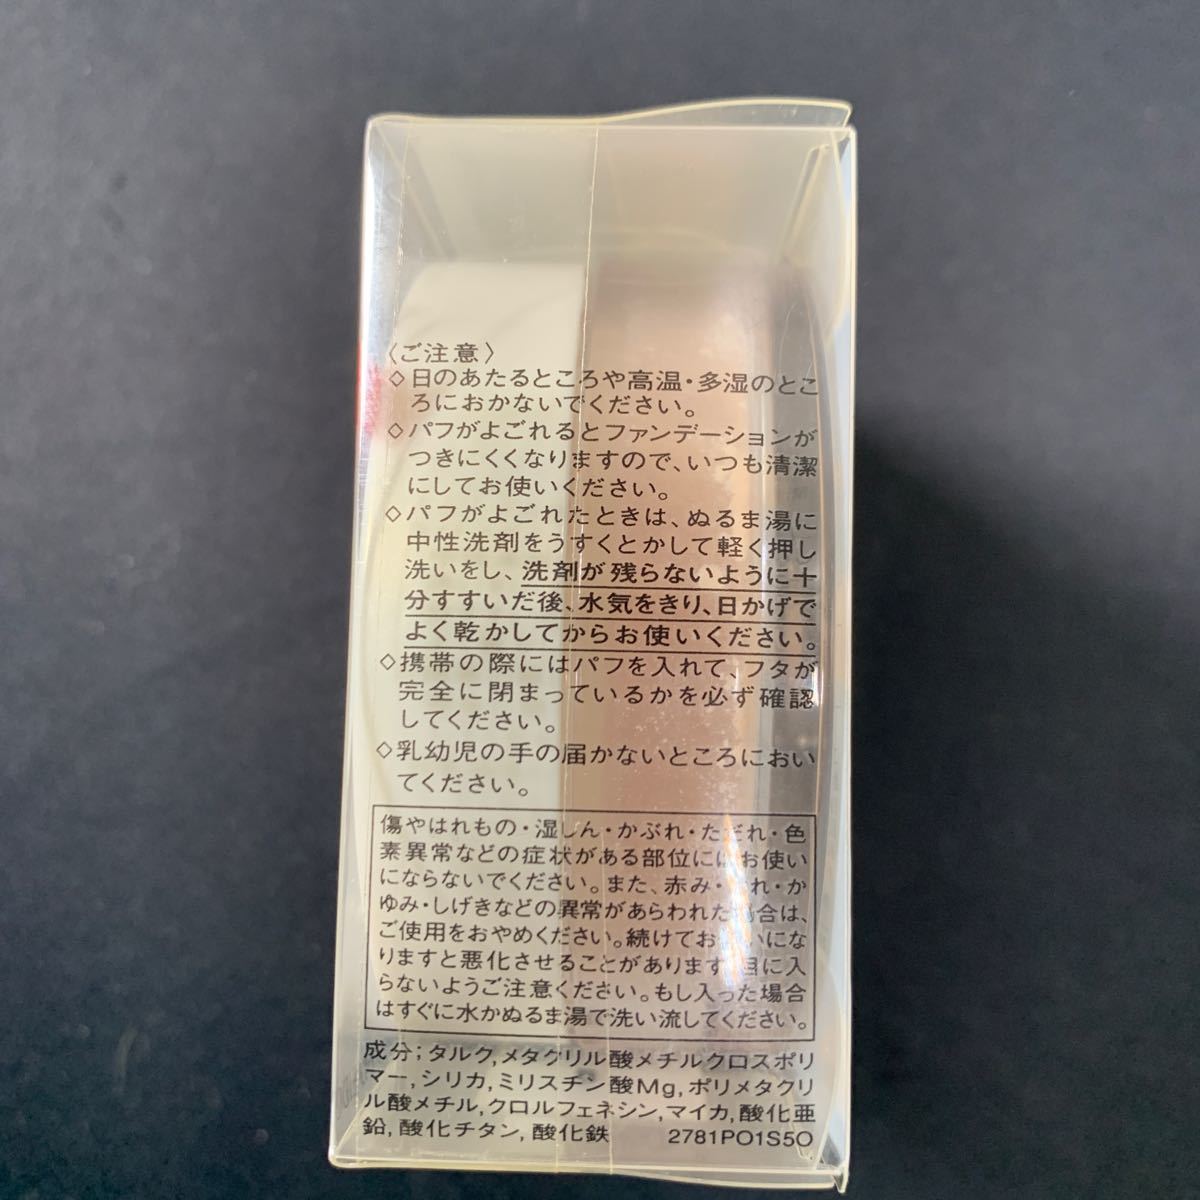 〈ご注意〉
◇日のあたるところや高温・多湿のとこ
ろにおかないでください。
◇パフがよごれるとファンデーションが
つきにくくなりますので、いつも清潔
にしてお使いください。
◇パフがよごれたときは、ぬるま湯に
中性洗剤をうすくとかして軽く押し
洗いをし、洗剤が残らないように十
分すすいだ後、水気をきり、日かげで
よく乾かしてからお使いください。
◇携帯の際にはパフを入れて、フタが
完全に閉まっているかを必ず確認
してください。
◇乳幼児の手の届かないところにおい
てください。
傷やはれもの・湿しん・かぶれ・ただれ・色
素異常などの症状がある部位にはお使い
にならないでください。また、赤み・はれ・か
ゆみ・しげきなどの異常があらわれた場合は、
ご使用をおやめください。続けてお使いにな
りますと悪化させることがあります。目に入
らないようご注意ください。もし入った場合
はすぐに水かぬるま湯で洗い流してください。
成分；タルク,メタクリル酸メチルクロスポリ
マー,シリカ,ミリスチン酸Mg,ポリメタクリ
ル酸メチル,クロルフェネシン,マイカ,酸化亜
鉛,酸化チタン,酸化鉄 2781PO1S5O